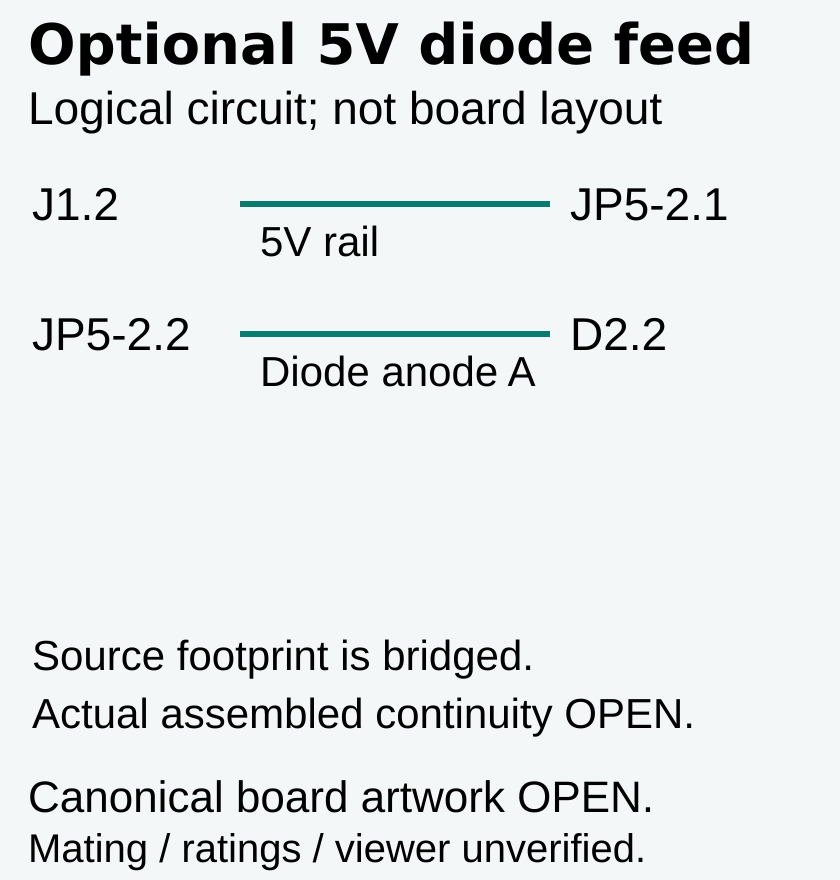 Optional 5V diode feed
Logical circuit; not board layout
J1.2 JP5-2.1
5V rail
JP5-2.2 D2.2
Diode anode A
Source footprint is bridged.
Actual assembled continuity OPEN.
Canonical board artwork OPEN.
Mating / ratings / viewer unverified.